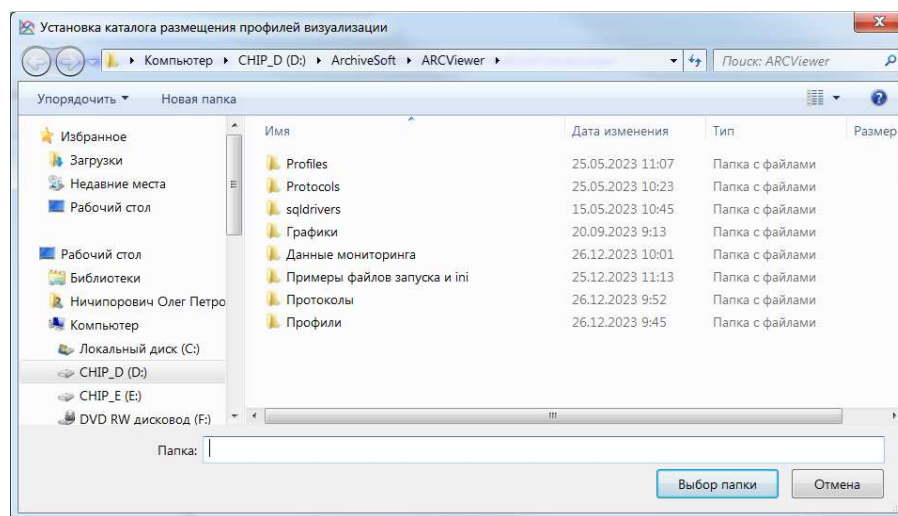 Установка каталога размещения профилей визуализации
Компьютер CHIP_D (D:) ArchiveSoft ARCViewer
Поиск: ARCViewer
Упорядочить Новая папка
Имя Дата изменения Тип Размер
Избранное
Загрузки
Недавние места
Рабочий стол
Рабочий стол
Библиотеки
Ничипорович Олег Петро
Компьютер
Локальный диск (C:)
CHIP_D (D:)
CHIP_E (E:)
DVD RW дисковод (F:)
Profiles 25.05.2023 11:07 Папка с файлами
Protocols 25.05.2023 10:23 Папка с файлами
sqldrivers 15.05.2023 10:45 Папка с файлами
Графики 20.09.2023 9:13 Папка с файлами
Данные мониторинга 26.12.2023 10:01 Папка с файлами
Примеры файлов запуска и ini 25.12.2023 11:13 Папка с файлами
Протоколы 26.12.2023 9:52 Папка с файлами
Профили 26.12.2023 9:45 Папка с файлами
Папка:
Выбор папки Отмена